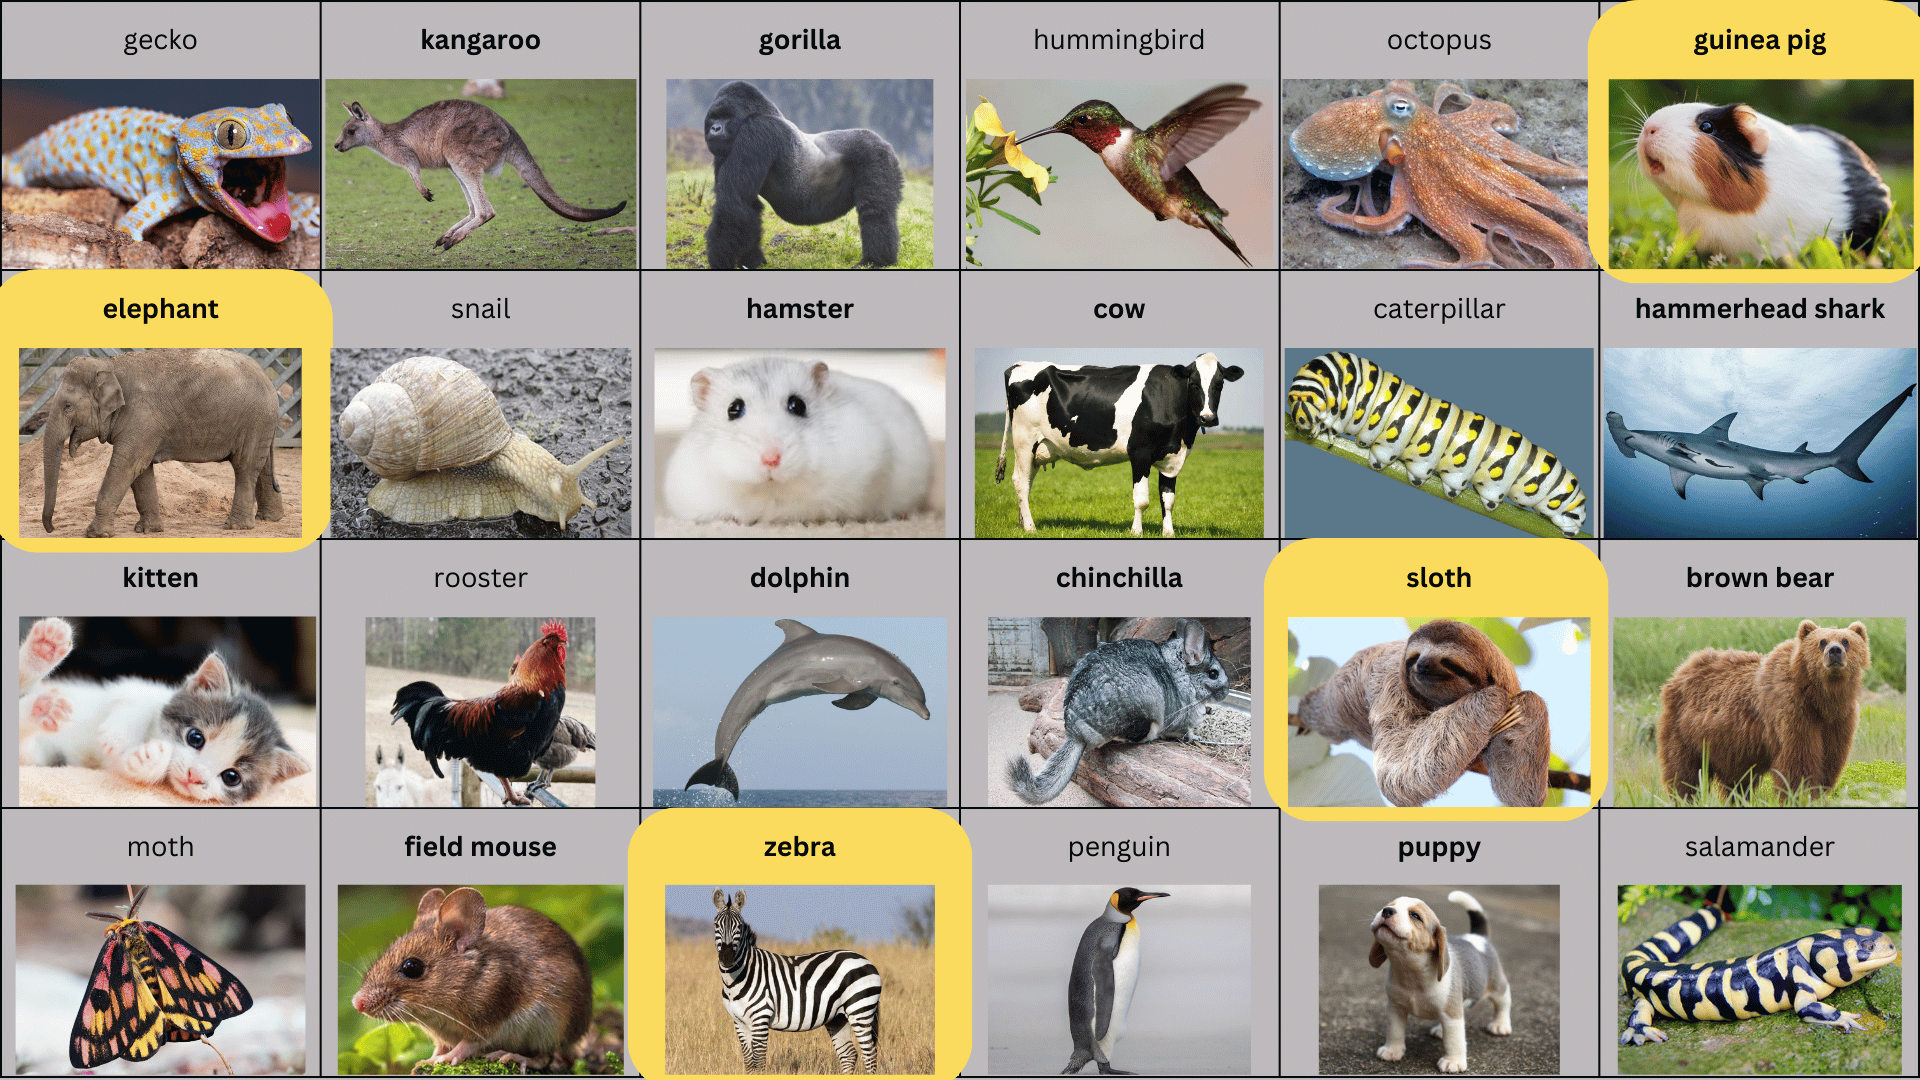 gecko
kangaroo
gorilla
hummingbird
octopus
guinea pig
elephant
snail
hamster
cow
caterpillar
hammerhead shark
kitten
rooster
dolphin
chinchilla
sloth
brown bear
moth
field mouse
zebra
penguin
puppy
salamander